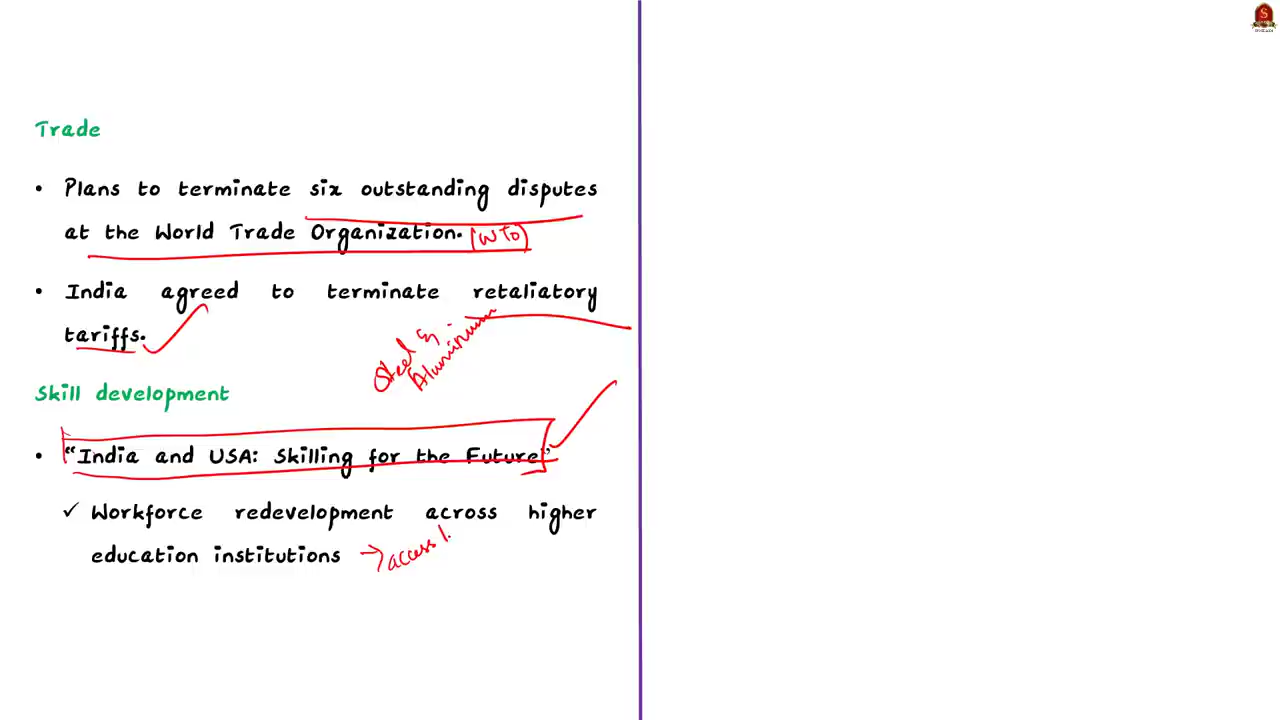 Trade
• Plans to terminate six outstanding disputes
at the World Trade Organization. (WTO)
• India agreed to terminate retaliatory
tariffs.
Steel &
Aluminium
Skill development
• “India and USA: Skilling for the Future”
✓ Workforce redevelopment across higher
education institutions → access